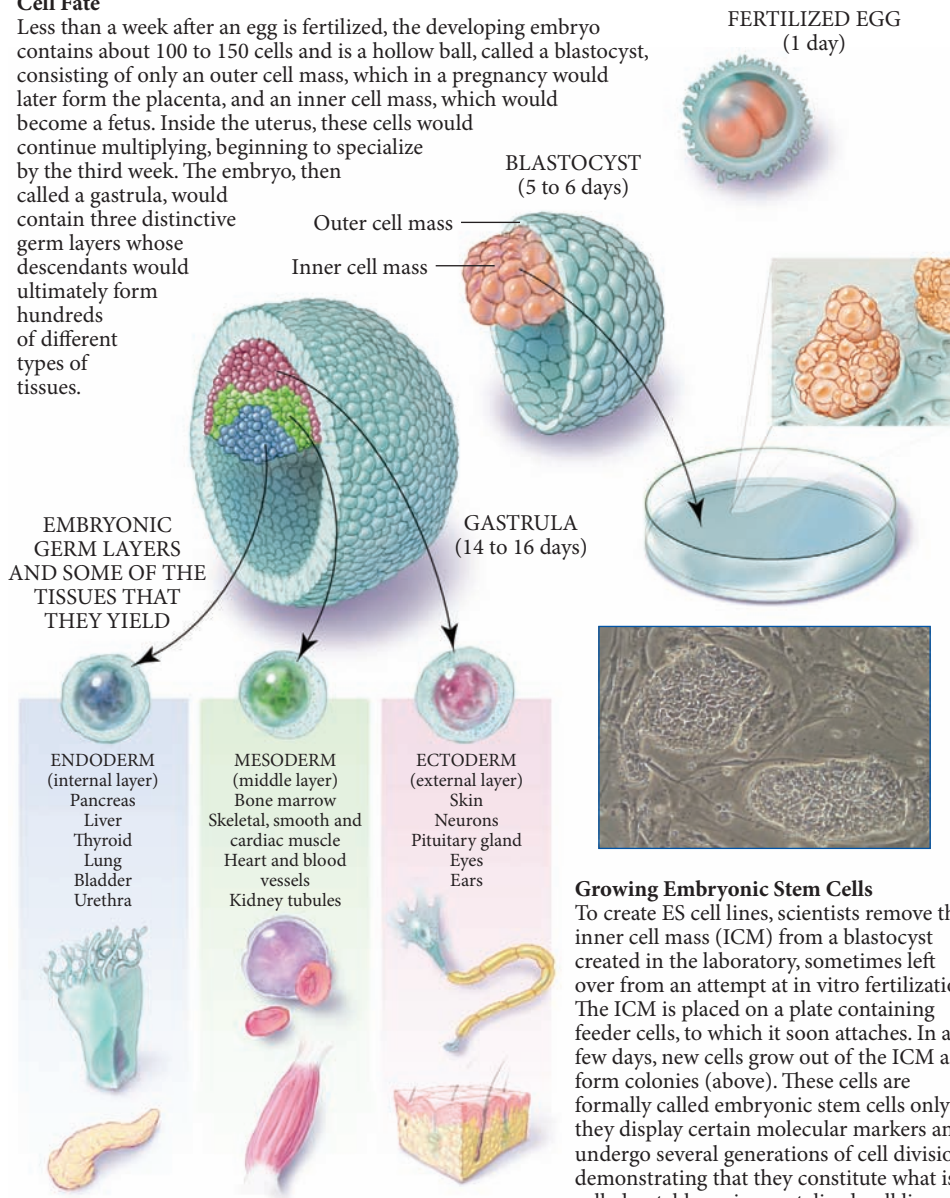 Cell Fate
Less than a week after an egg is fertilized, the developing embryo
contains about 100 to 150 cells and is a hollow ball, called a blastocyst,
consisting of only an outer cell mass, which in a pregnancy would
later form the placenta, and an inner cell mass, which would
become a fetus. Inside the uterus, these cells would
continue multiplying, beginning to specialize
by the third week. The embryo, then
called a gastrula, would
contain three distinctive
germ layers whose
descendants would
ultimately form
hundreds
of different
types of
tissues.
FERTILIZED EGG
(1 day)
BLASTOCYST
(5 to 6 days)
Outer cell mass
Inner cell mass
GASTRULA
(14 to 16 days)
EMBRYONIC
GERM LAYERS
AND SOME OF THE
TISSUES THAT
THEY YIELD
ENDODERM
(internal layer)
Pancreas
Liver
Thyroid
Lung
Bladder
Urethra
MESODERM
(middle layer)
Bone marrow
Skeletal, smooth and
cardiac muscle
Heart and blood
vessels
Kidney tubules
ECTODERM
(external layer)
Skin
Neurons
Pituitary gland
Eyes
Ears
Growing Embryonic Stem Cells
To create ES cell lines, scientists remove th
inner cell mass (ICM) from a blastocyst
created in the laboratory, sometimes left
over from an attempt at in vitro fertilizatio
The ICM is placed on a plate containing
feeder cells, to which it soon attaches. In a
few days, new cells grow out of the ICM a
form colonies (above). These cells are
formally called embryonic stem cells only
they display certain molecular markers an
undergo several generations of cell divisio
demonstrating that they constitute what i